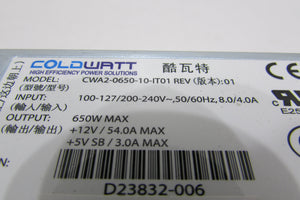 COLDWATT 酷瓦特
HIGH EFFICIENCY POWER SOLUTIONS
MODEL: CWA2-0650-10-IT01 REV (版本):01
(型號/型号)
INPUT: 100-127/200-240V~,50/60Hz, 8.0/4.0A
(輸入/输入)
OUTPUT: 650W MAX
(輸出/输出) +12V / 54.0A MAX
+5V SB / 3.0A MAX
D23832-006